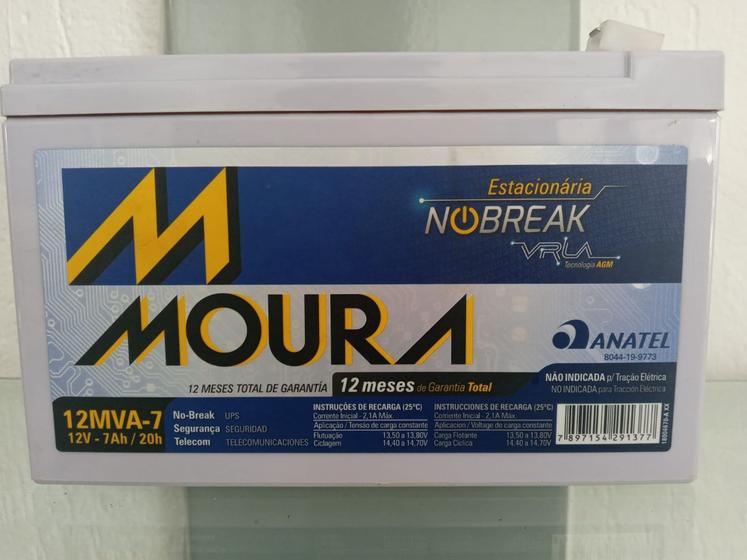 Estacionária
NOBREAK
VRLA
Tecnologia AGM
MOURA
ANATEL
8044-19-9773
12 MESES TOTAL DE GARANTÍA
12 meses de Garantia Total
NÃO INDICADA p/ Tração Elétrica
NO INDICADA para Tracción Eléctrica
12MVA-7
12V - 7Ah / 20h
No-Break UPS
Segurança SEGURIDAD
Telecom TELECOMUNICACIONES
INSTRUÇÕES DE RECARGA (25°C)
Corrente Inicial - 2,1A Máx.
Aplicação / Tensão de carga constante
Flutuação 13,50 a 13,80V
Ciclagem 14,40 a 14,70V
INSTRUCCIONES DE RECARGA (25°C)
Corriente Inicial - 2,1A Máx.
Aplicacion / Voltage de carga constante
Carga Flotante 13,50 a 13,80V
Carga Cíclica 14,40 a 14,70V
7 897154 291377